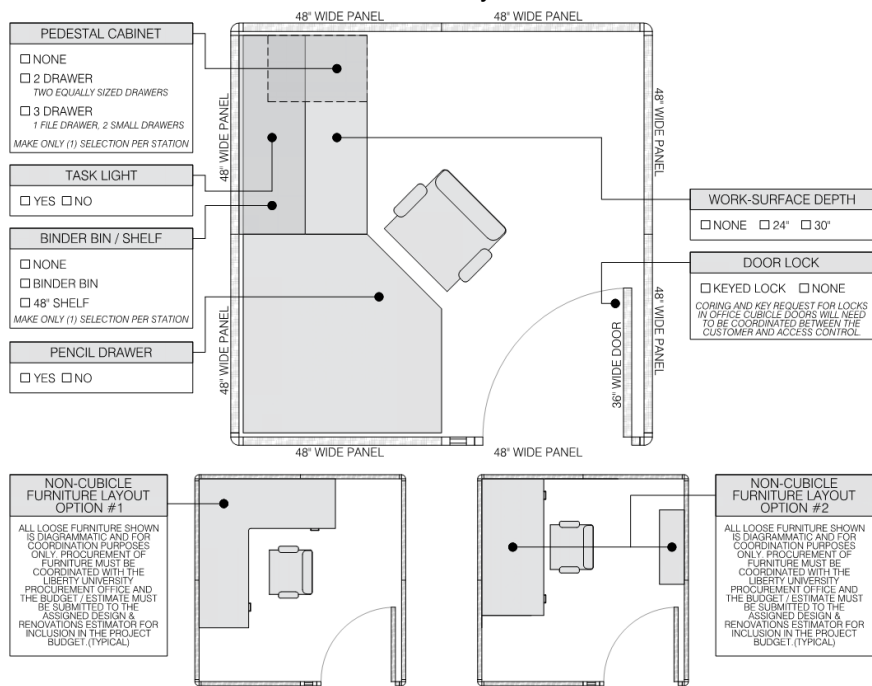 48" WIDE PANEL
48" WIDE PANEL
PEDESTAL CABINET
☐ NONE
☐ 2 DRAWER
TWO EQUALLY SIZED DRAWERS
☐ 3 DRAWER
1 FILE DRAWER, 2 SMALL DRAWERS
MAKE ONLY (1) SELECTION PER STATION
TASK LIGHT
☐ YES ☐ NO
BINDER BIN / SHELF
☐ NONE
☐ BINDER BIN
☐ 48" SHELF
MAKE ONLY (1) SELECTION PER STATION
PENCIL DRAWER
☐ YES ☐ NO
48" WIDE PANEL
48" WIDE PANEL
48" WIDE PANEL
48" WIDE PANEL
36" WIDE DOOR
WORK-SURFACE DEPTH
☐ NONE ☐ 24" ☐ 30"
DOOR LOCK
☐ KEYED LOCK ☐ NONE
CORING AND KEY REQUEST FOR LOCKS
IN OFFICE CUBICLE DOORS WILL NEED
TO BE COORDINATED BETWEEN THE
CUSTOMER AND ACCESS CONTROL.
48" WIDE PANEL
48" WIDE PANEL
NON-CUBICLE
FURNITURE LAYOUT
OPTION #1
ALL LOOSE FURNITURE SHOWN
IS DIAGRAMMATIC AND FOR
COORDINATION PURPOSES
ONLY. PROCUREMENT OF
FURNITURE MUST BE
COORDINATED WITH THE
LIBERTY UNIVERSITY
PROCUREMENT OFFICE AND
THE BUDGET / ESTIMATE MUST
BE SUBMITTED TO THE
ASSIGNED DESIGN &
RENOVATIONS ESTIMATOR FOR
INCLUSION IN THE PROJECT
BUDGET.(TYPICAL)
NON-CUBICLE
FURNITURE LAYOUT
OPTION #2
ALL LOOSE FURNITURE SHOWN
IS DIAGRAMMATIC AND FOR
COORDINATION PURPOSES
ONLY. PROCUREMENT OF
FURNITURE MUST BE
COORDINATED WITH THE
LIBERTY UNIVERSITY
PROCUREMENT OFFICE AND
THE BUDGET / ESTIMATE MUST
BE SUBMITTED TO THE
ASSIGNED DESIGN &
RENOVATIONS ESTIMATOR FOR
INCLUSION IN THE PROJECT
BUDGET.(TYPICAL)